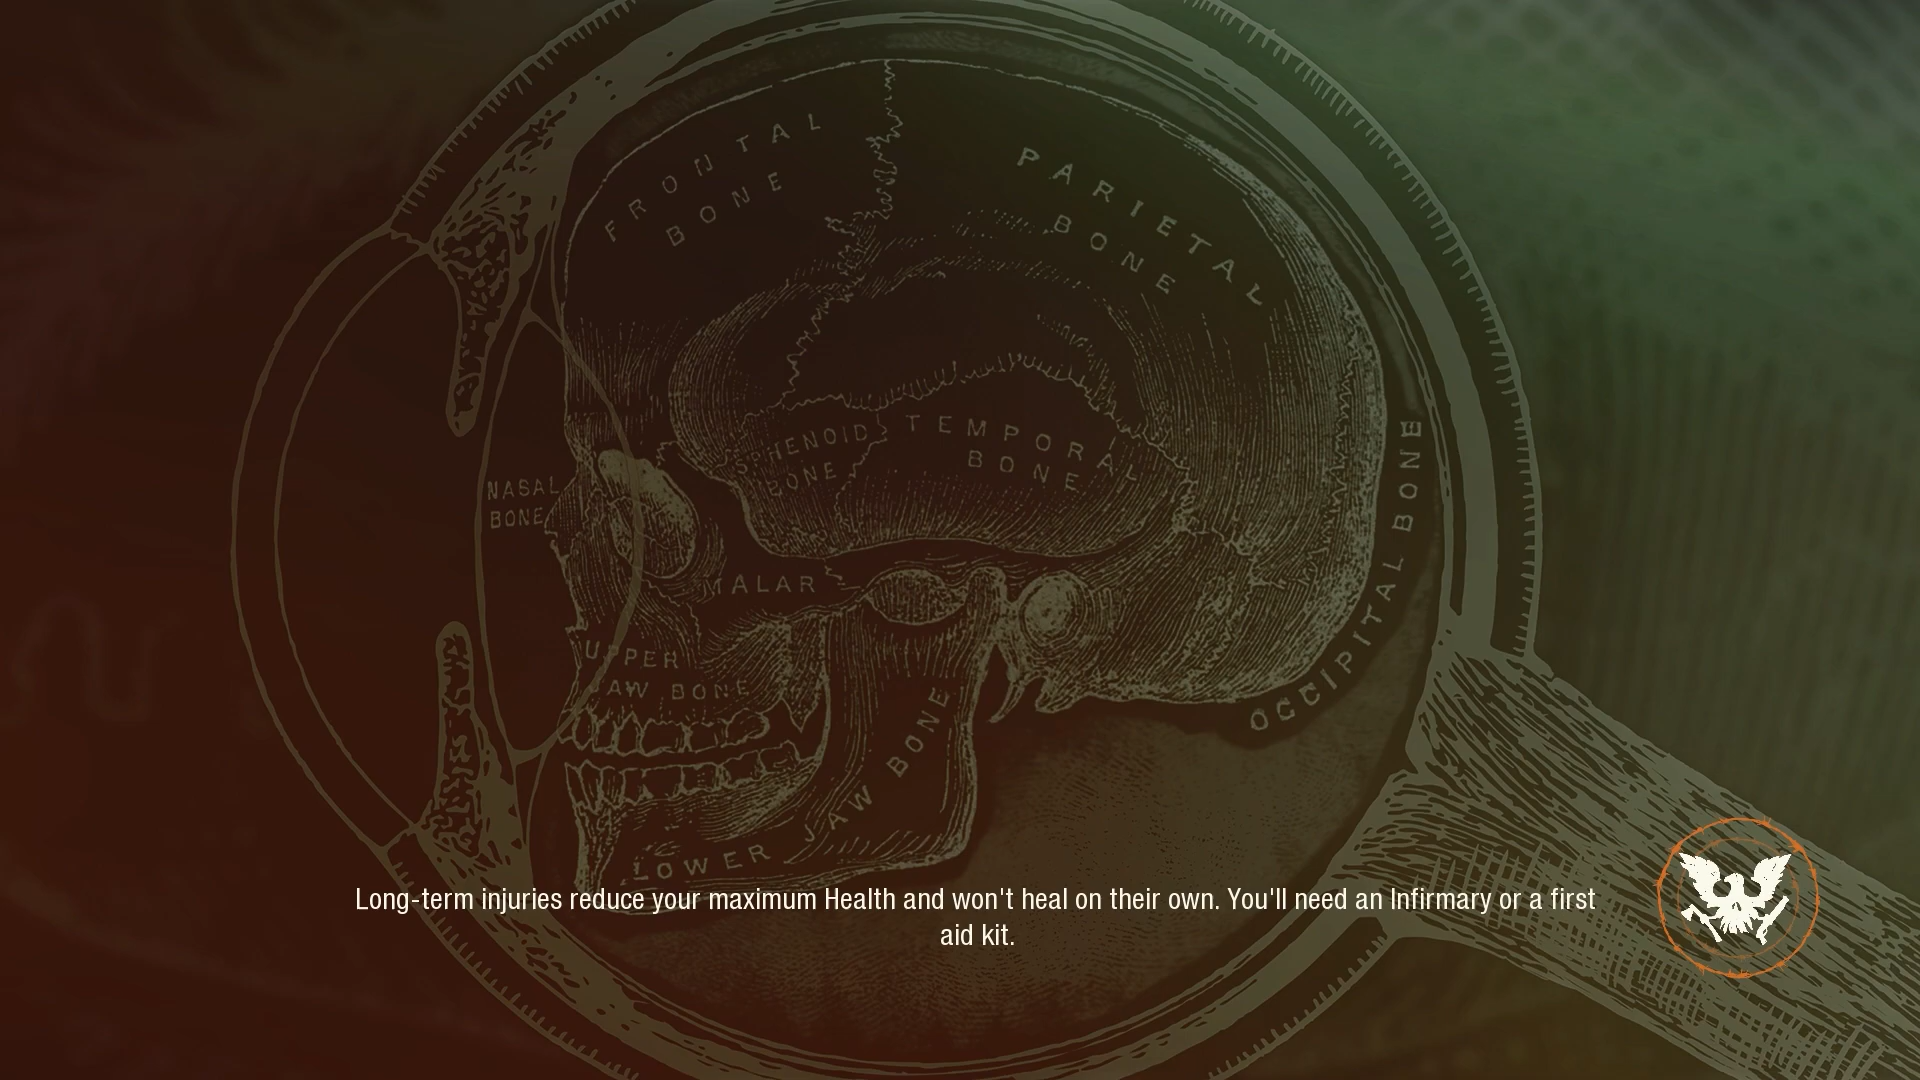 FRONTAL
BONE
PARIETAL
BONE
SPHENOID
BONE
TEMPORAL
BONE
NASAL
BONE
MALAR
OCCIPITAL BONE
UPPER
JAW BONE
LOWER JAW BONE
Long-term injuries reduce your maximum Health and won't heal on their own. You'll need an Infirmary or a first
aid kit.